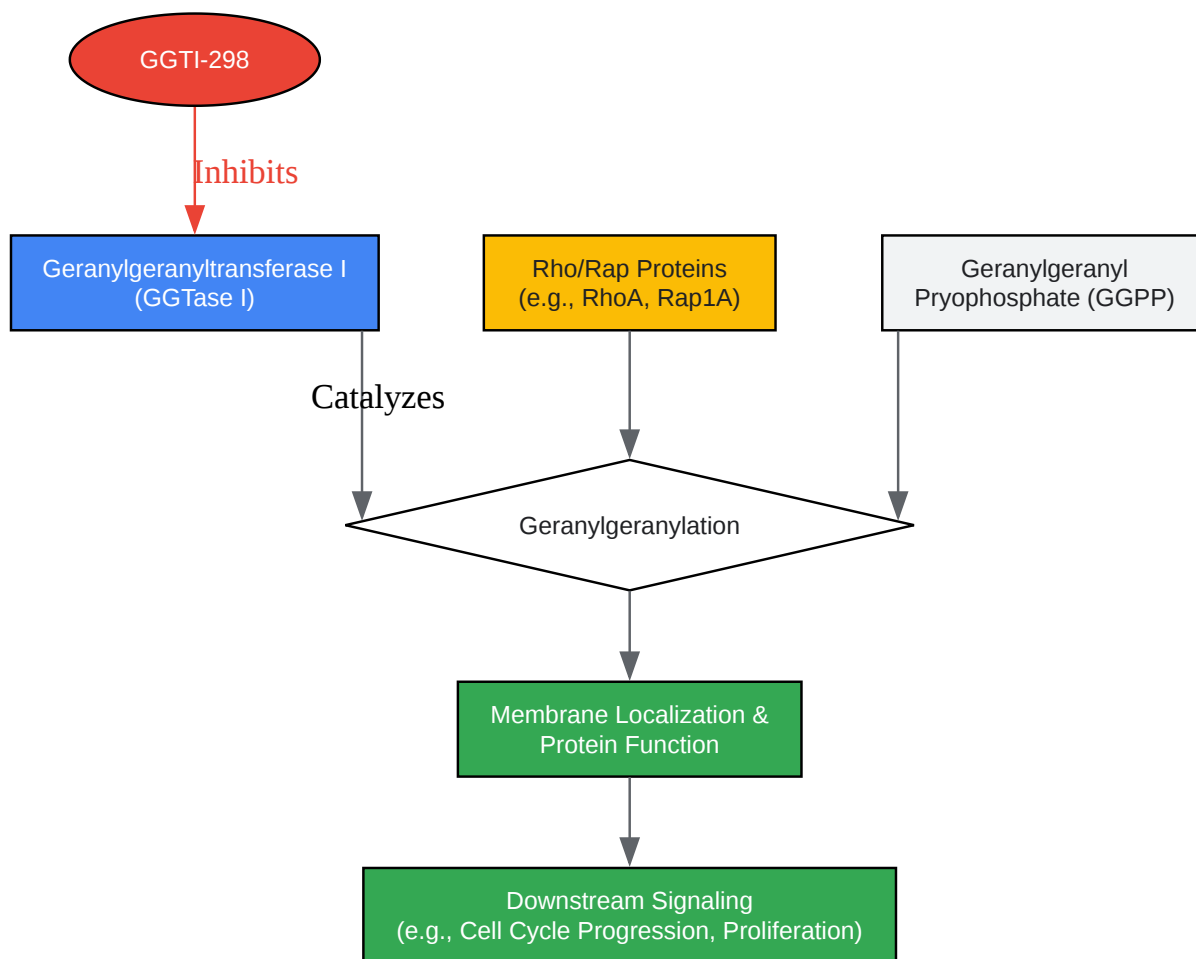 GGTI-298
Inhibits
Geranylgeranyltransferase I
(GGTase I)
Rho/Rap Proteins
(e.g., RhoA, Rap1A)
Geranylgeranyl
Pryophosphate (GGPP)
Catalyzes
Geranylgeranylation
Membrane Localization &
Protein Function
Downstream Signaling
(e.g., Cell Cycle Progression, Proliferation)